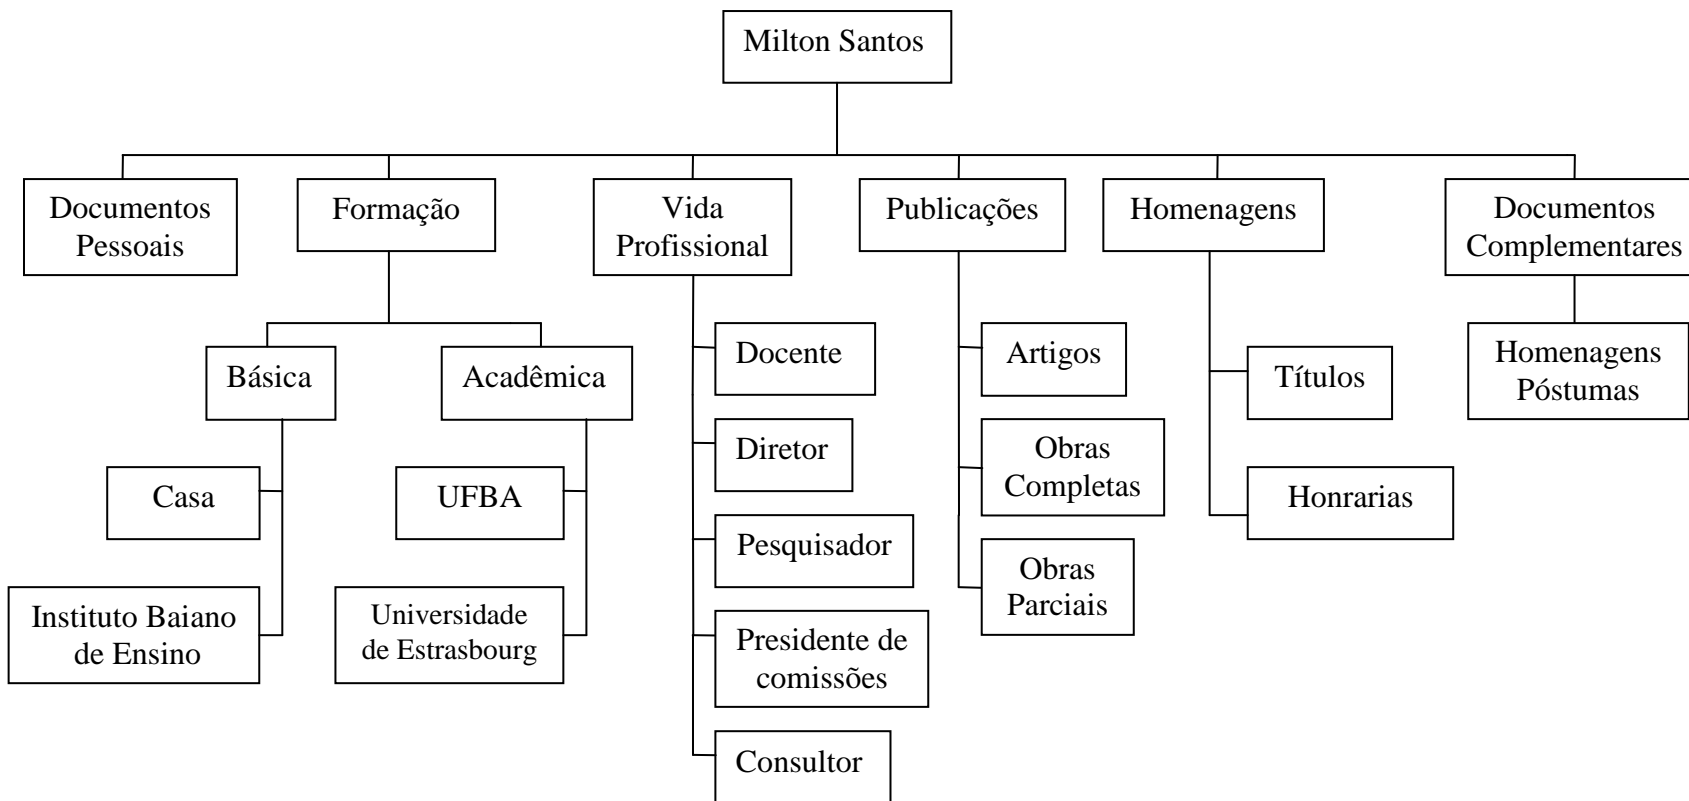 Milton Santos
Documentos
Pessoais
Formação
Vida
Profissional
Publicações
Homenagens
Documentos
Complementares
Básica
Acadêmica
Casa
UFBA
Instituto Baiano
de Ensino
Universidade
de Estrasbourg
Docente
Diretor
Pesquisador
Presidente de
comissões
Consultor
Artigos
Obras
Completas
Obras
Parciais
Títulos
Honrarias
Homenagens
Póstumas